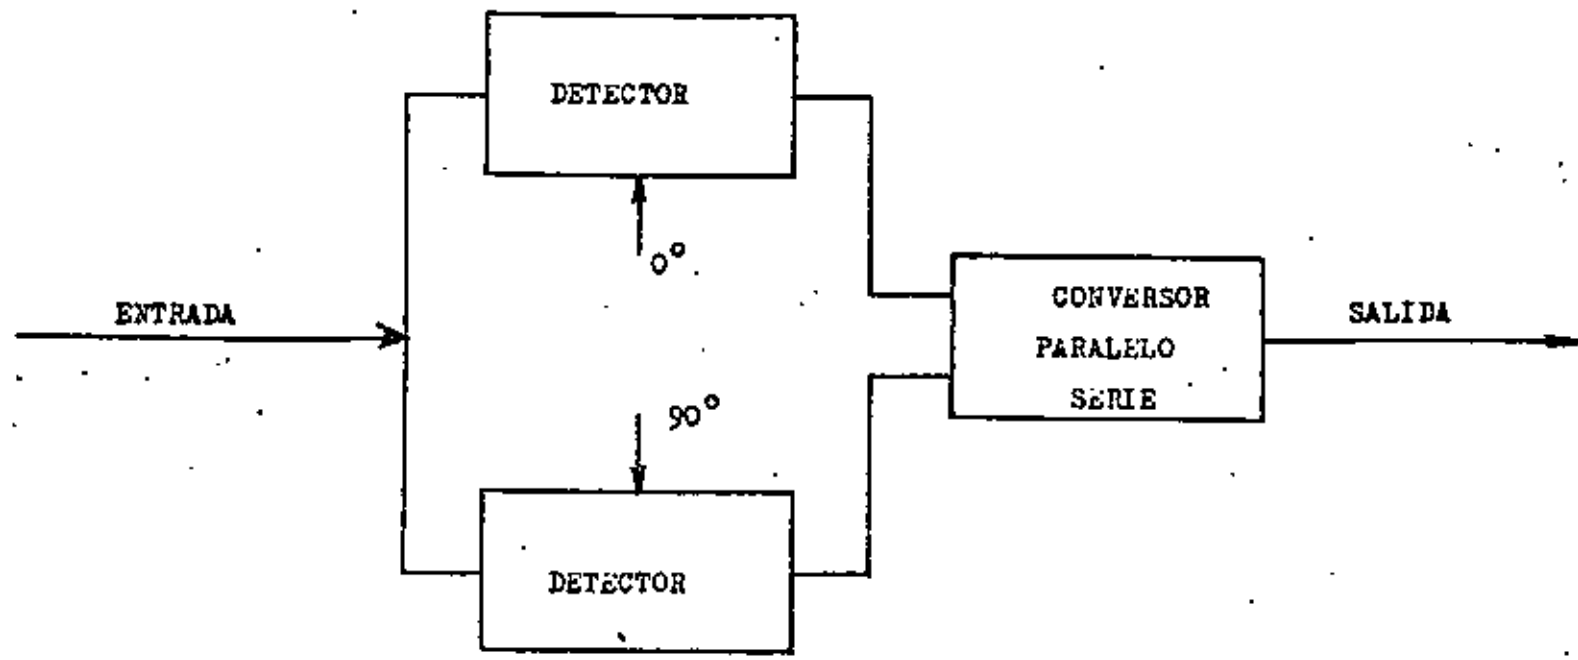 DETECTOR
0°
ENTRADA
CONVERSOR
PARALELO
SERIE
SALIDA
90°
DETECTOR